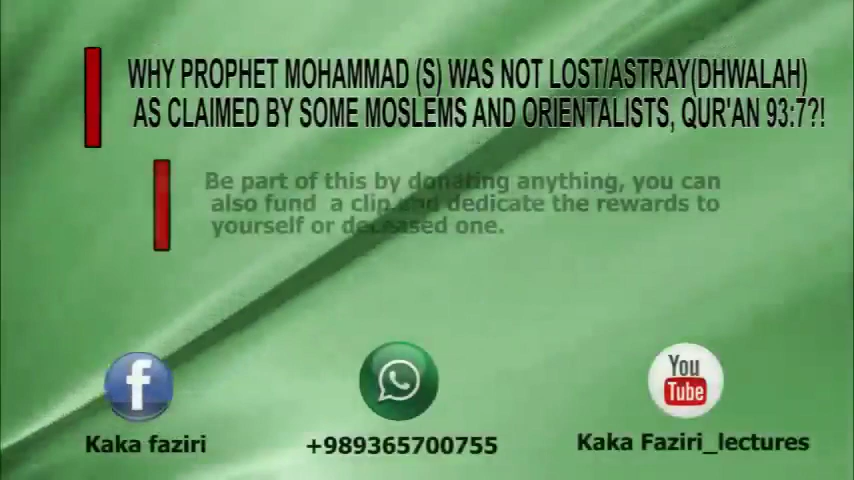 WHY PROPHET MOHAMMAD (S) WAS NOT LOST/ASTRAY(DHWALAH)
AS CLAIMED BY SOME MOSLEMS AND ORIENTALISTS, QUR'AN 93:7?!
Be part of this by donating anything, you can
also fund a clip and dedicate the rewards to
yourself or deceased one.
f
You
Tube
Kaka faziri
+989365700755
Kaka Faziri_lectures